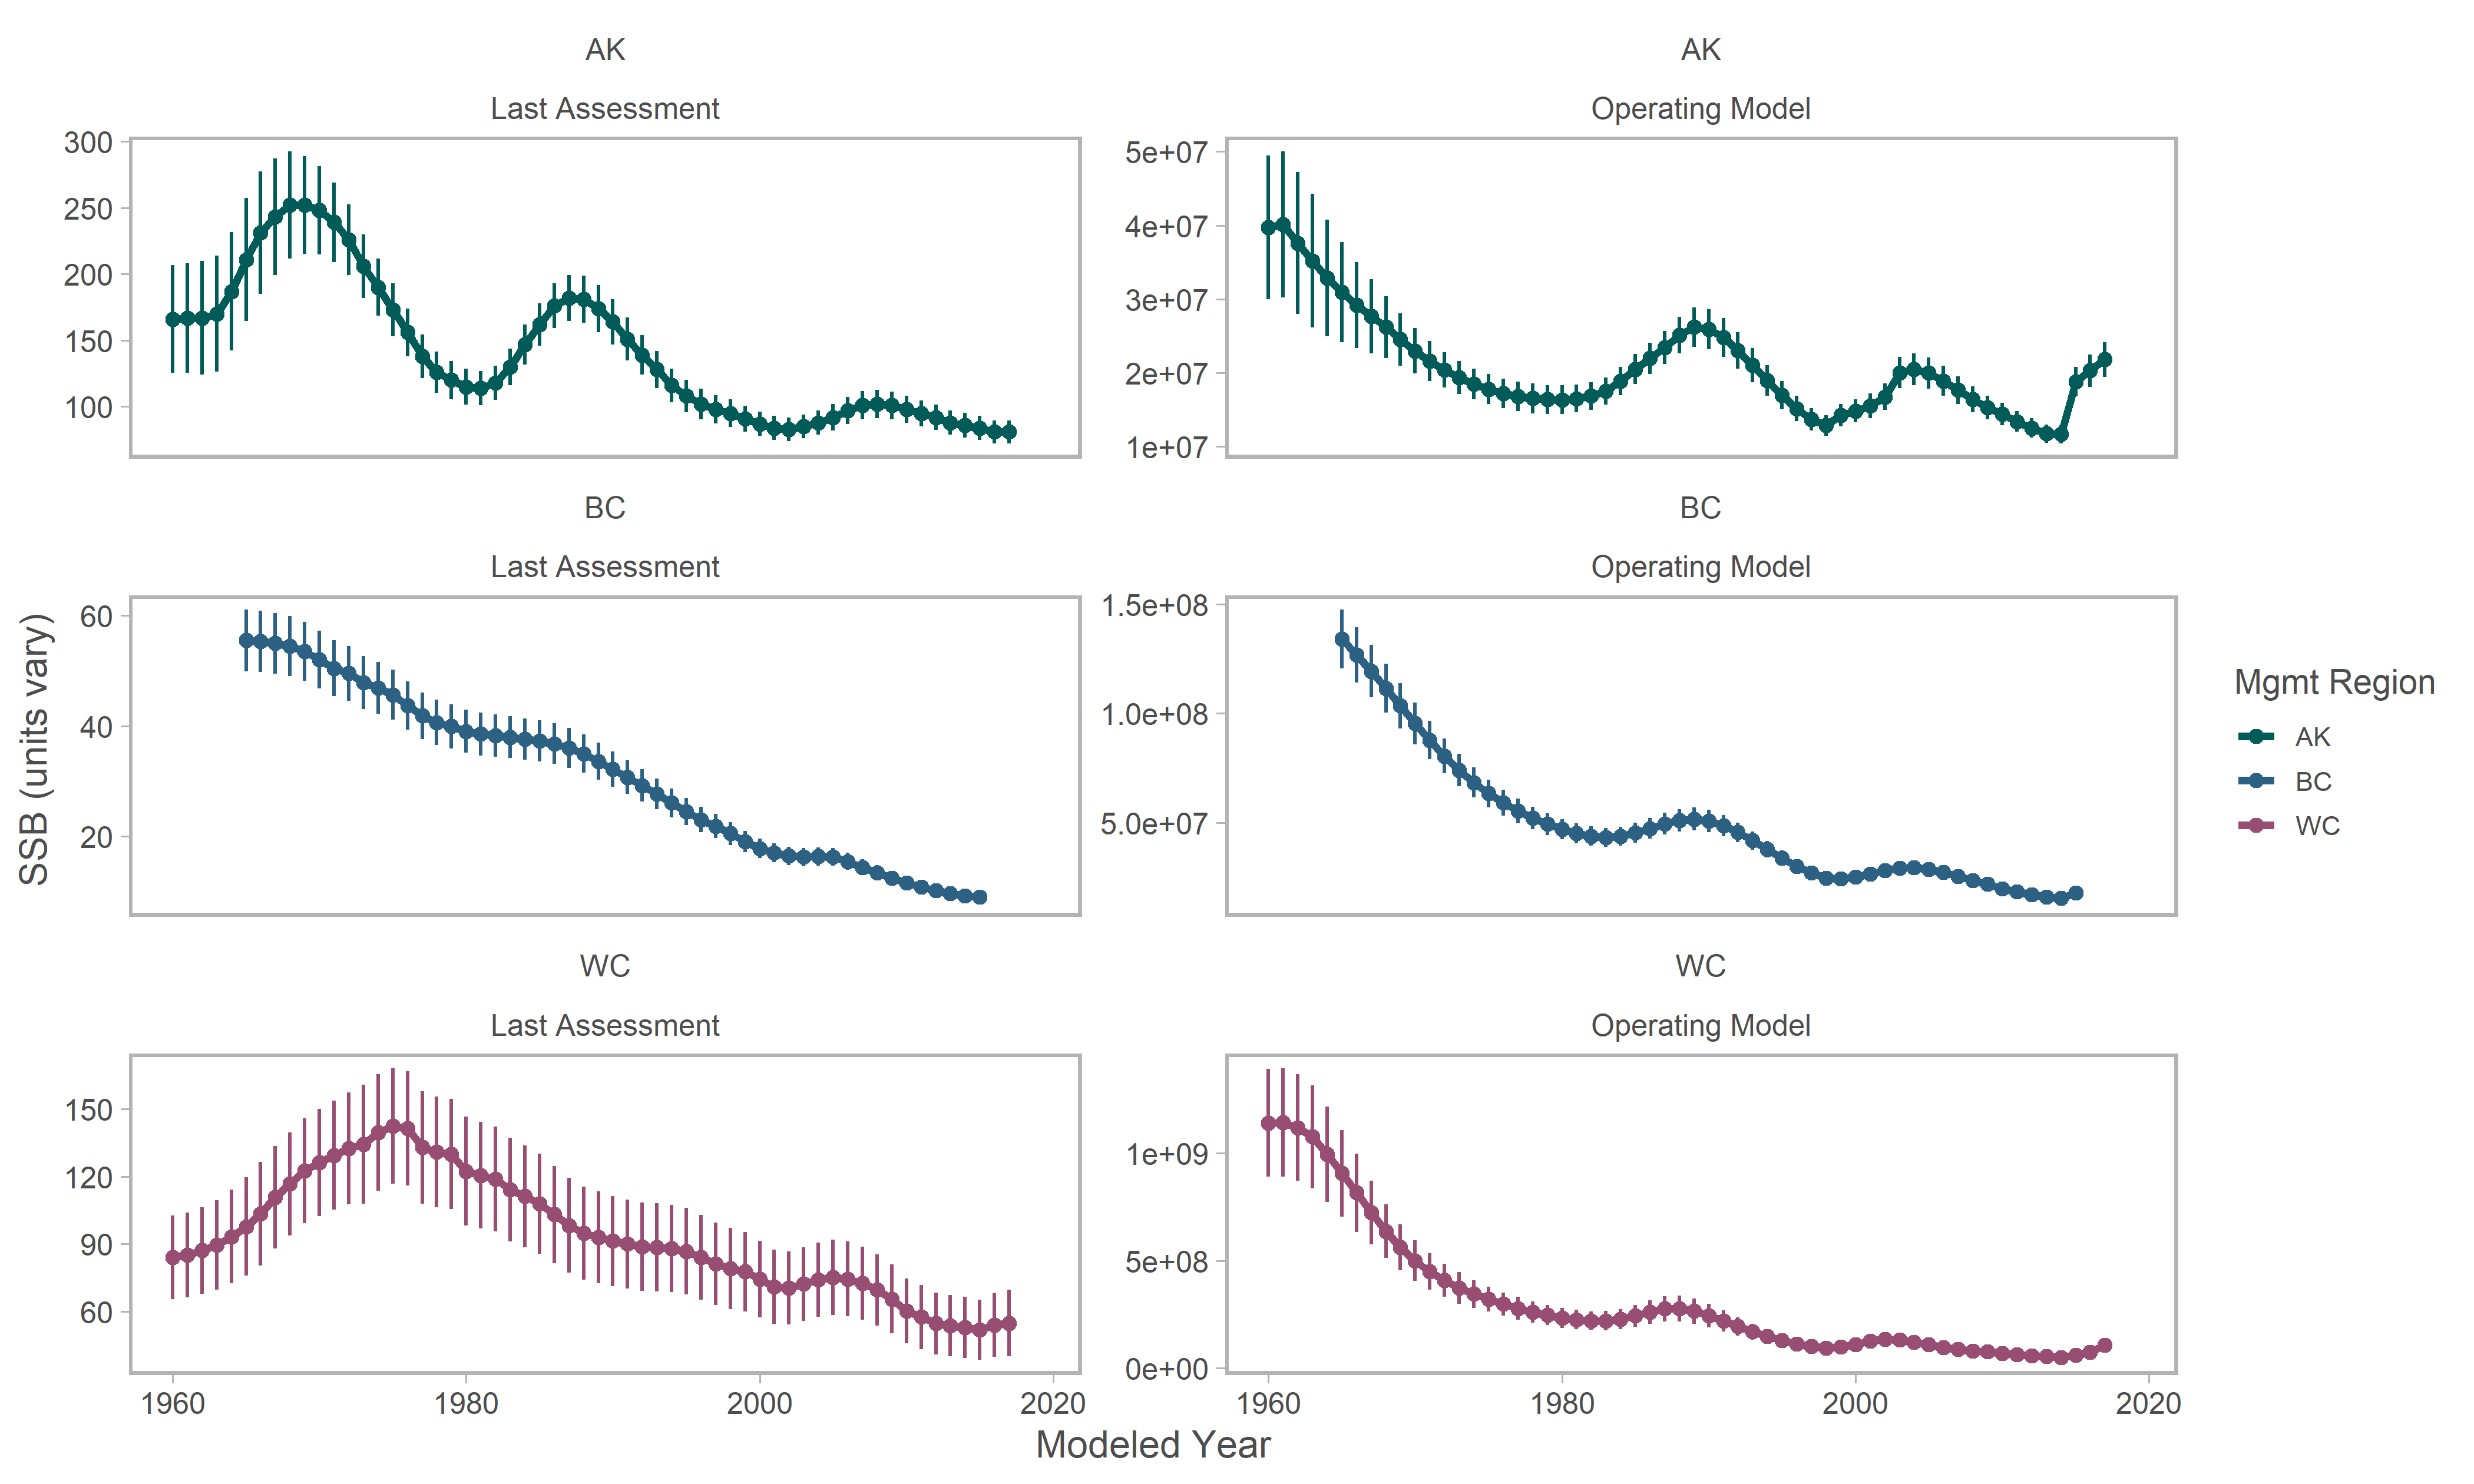 AK
Last Assessment
300
250
200
150
100
AK
Operating Model
5e+07
4e+07
3e+07
2e+07
1e+07
BC
Last Assessment
60
40
20
BC
Operating Model
1.5e+08
1.0e+08
5.0e+07
WC
Last Assessment
150
120
90
60
1960
1980
2000
2020
WC
Operating Model
1e+09
5e+08
0e+00
1960
1980
2000
2020
SSB (units vary)
Modeled Year
Mgmt Region
AK
BC
WC